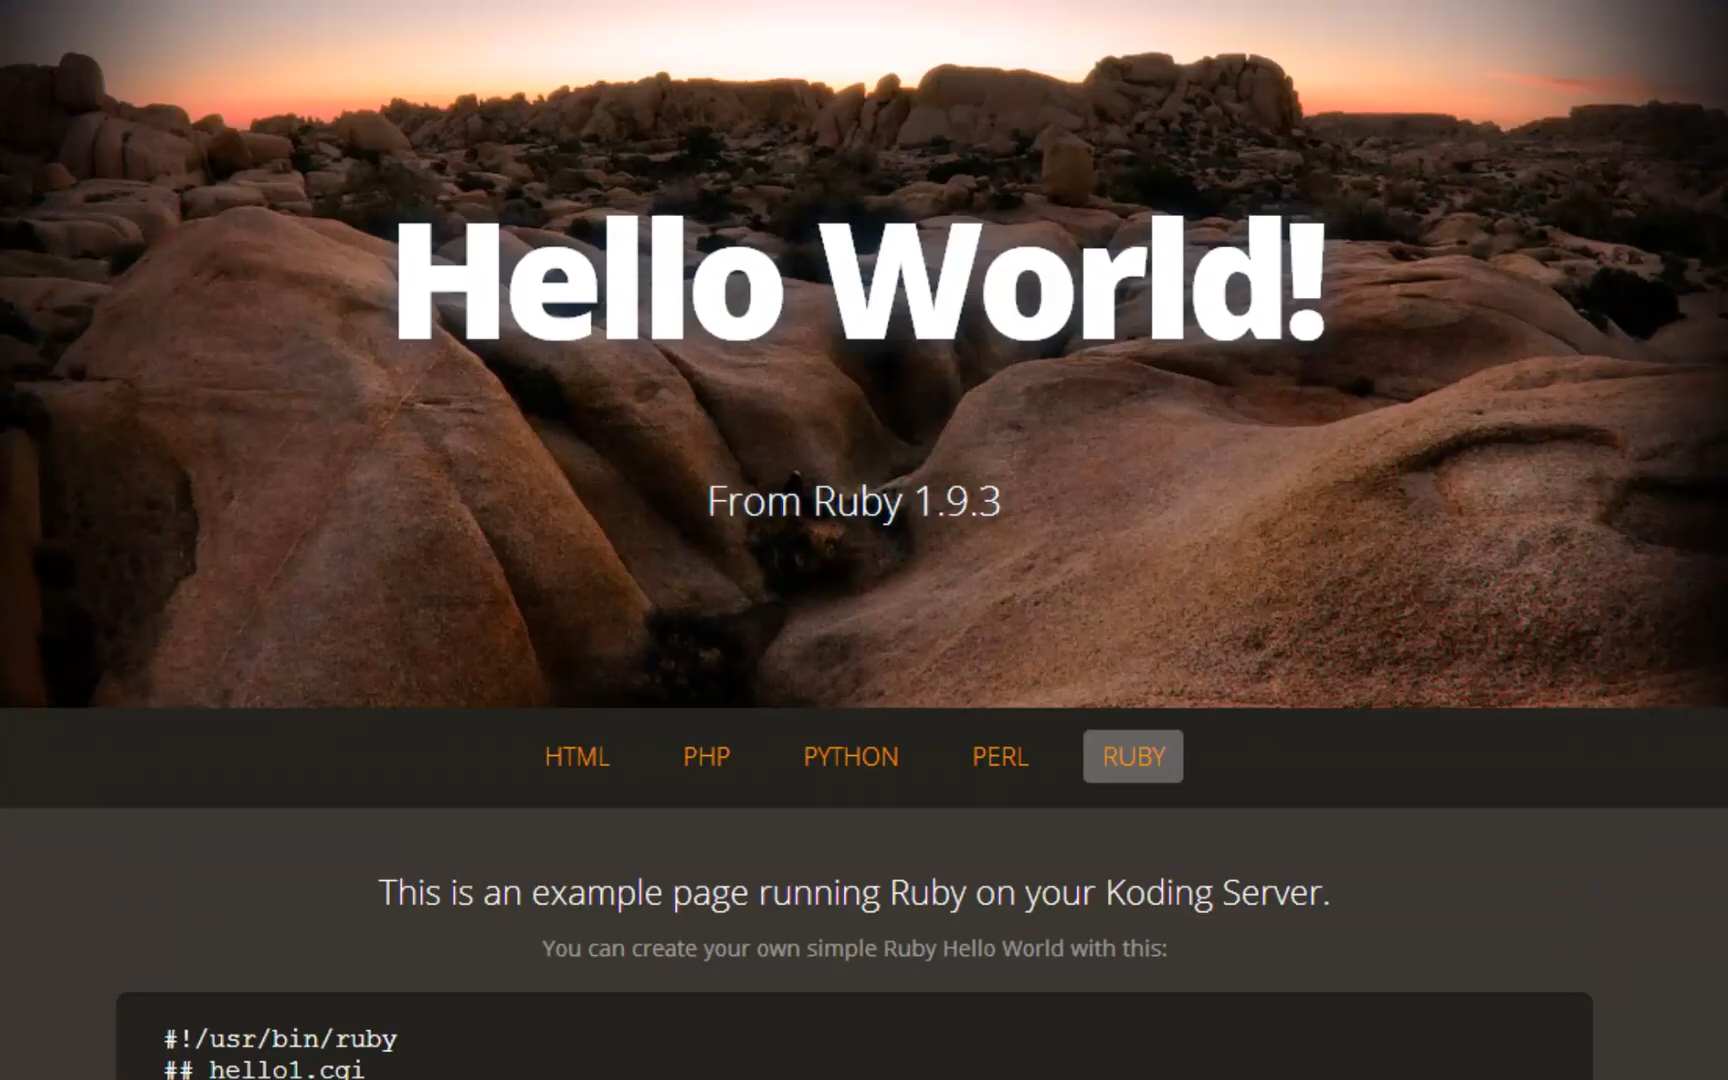 Hello World!
From Ruby 1.9.3
HTML PHP PYTHON PERL RUBY
This is an example page running Ruby on your Koding Server.
You can create your own simple Ruby Hello World with this:
#!/usr/bin/ruby
## hello1.cgi